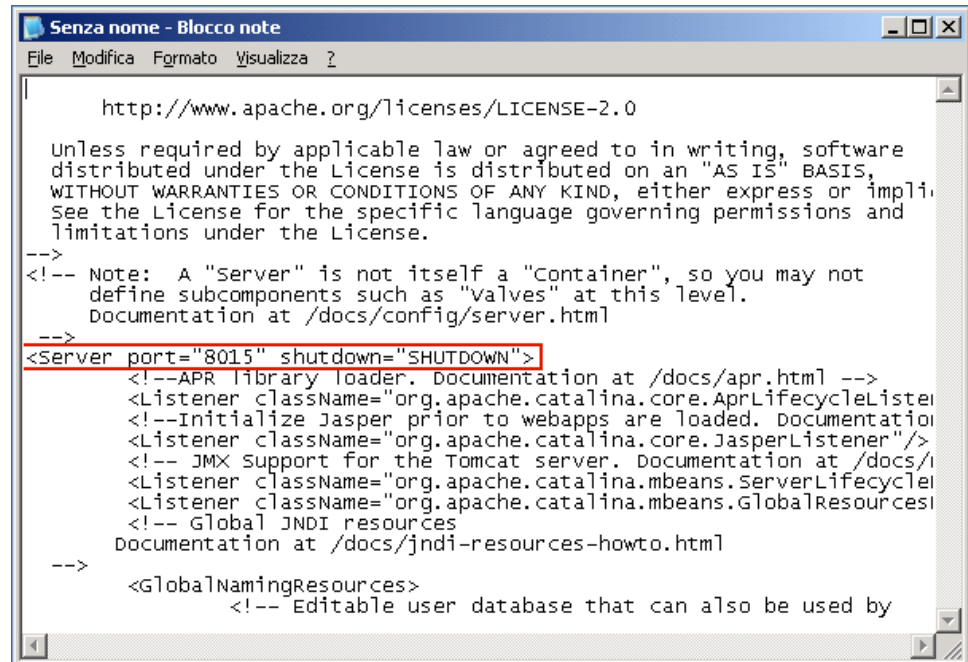 Senza nome - Blocco note
File Modifica Formato Visualizza ?
http://www.apache.org/licenses/LICENSE-2.0
Unless required by applicable law or agreed to in writing, software
distributed under the License is distributed on an "AS IS" BASIS,
WITHOUT WARRANTIES OR CONDITIONS OF ANY KIND, either express or
See the License for the specific language governing permissions and
limitations under the License.
-->
<!-- Note:  A "Server" is not itself a "Container", so you may not
define subcomponents such as "Valves" at this level.
Documentation at /docs/config/server.html
-->
<Server port="8015" shutdown="SHUTDOWN">
<!--APR library loader. Documentation at /docs/apr.html -->
<Listener className="org.apache.catalina.core.AprLifecycleListe
<!--Initialize Jasper prior to webapps are loaded. Documentatio
<Listener className="org.apache.catalina.core.JasperListener"/>
<!-- JMX Support for the Tomcat server. Documentation at /docs/
<Listener className="org.apache.catalina.mbeans.ServerLifecycle
<Listener className="org.apache.catalina.mbeans.GlobalResources
<!-- Global JNDI resources
Documentation at /docs/jndi-resources-howto.html
-->
<GlobalNamingResources>
<!-- Editable user database that can also be used by